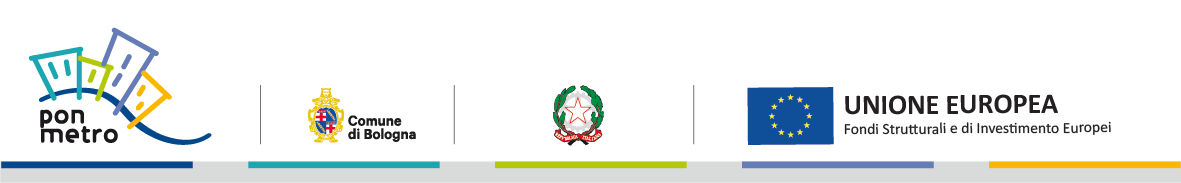 pon
metro
Comune
di Bologna
UNIONE EUROPEA
Fondi Strutturali e di Investimento Europei